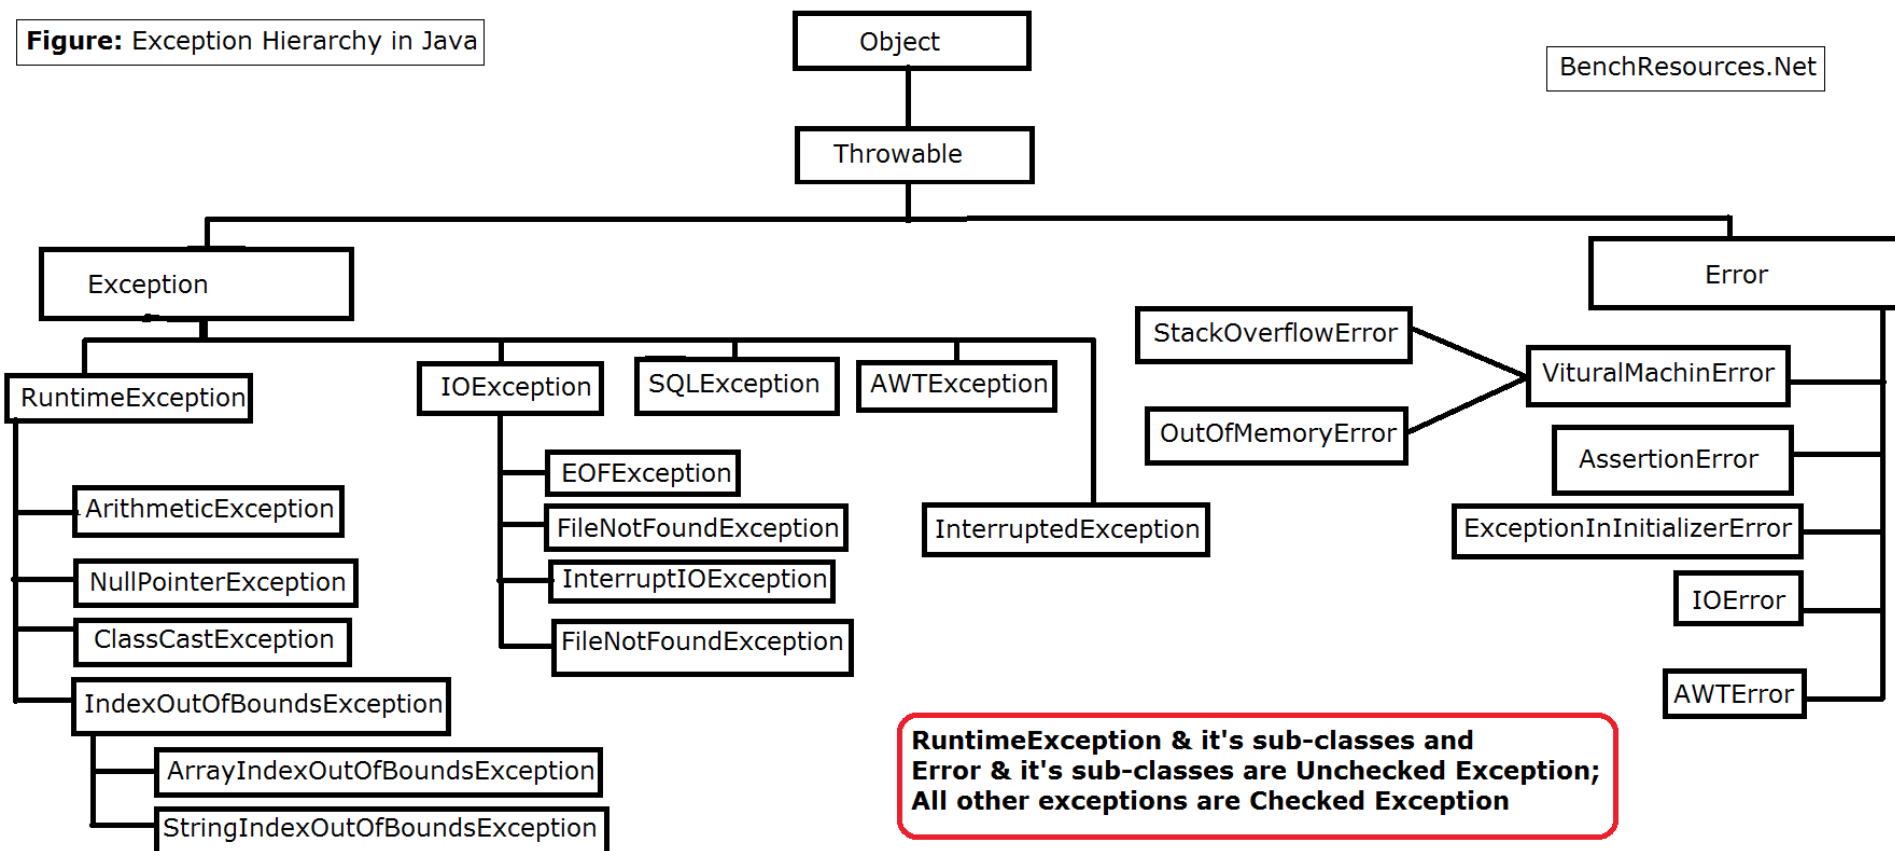 Figure: Exception Hierarchy in Java
Object
BenchResources.Net
Throwable
Exception
Error
StackOverflowError
VituralMachinError
OutOfMemoryError
RuntimeException
IOException
SQLException
AWTException
AssertionError
EOFException
ArithmeticException
FileNotFoundException
InterruptedException
ExceptionInInitializerError
NullPointerException
InterruptIOException
IOError
ClassCastException
FileNotFoundException
IndexOutOfBoundsException
AWTError
ArrayIndexOutOfBoundsException
StringIndexOutOfBoundsException
RuntimeException & it's sub-classes and
Error & it's sub-classes are Unchecked Exception;
All other exceptions are Checked Exception